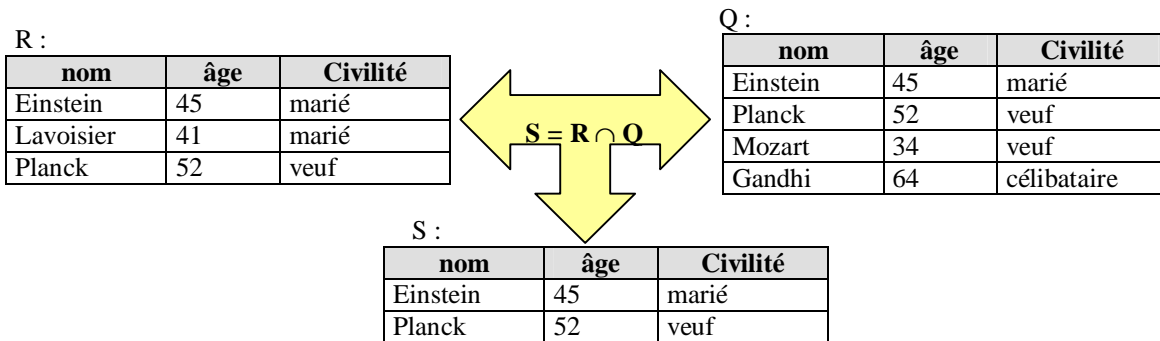 R :
nom âge Civilité
Einstein 45 marié
Lavoisier 41 marié
Planck 52 veuf
S = R ∩ Q
Q :
nom âge Civilité
Einstein 45 marié
Planck 52 veuf
Mozart 34 veuf
Gandhi 64 célibataire
S :
nom âge Civilité
Einstein 45 marié
Planck 52 veuf